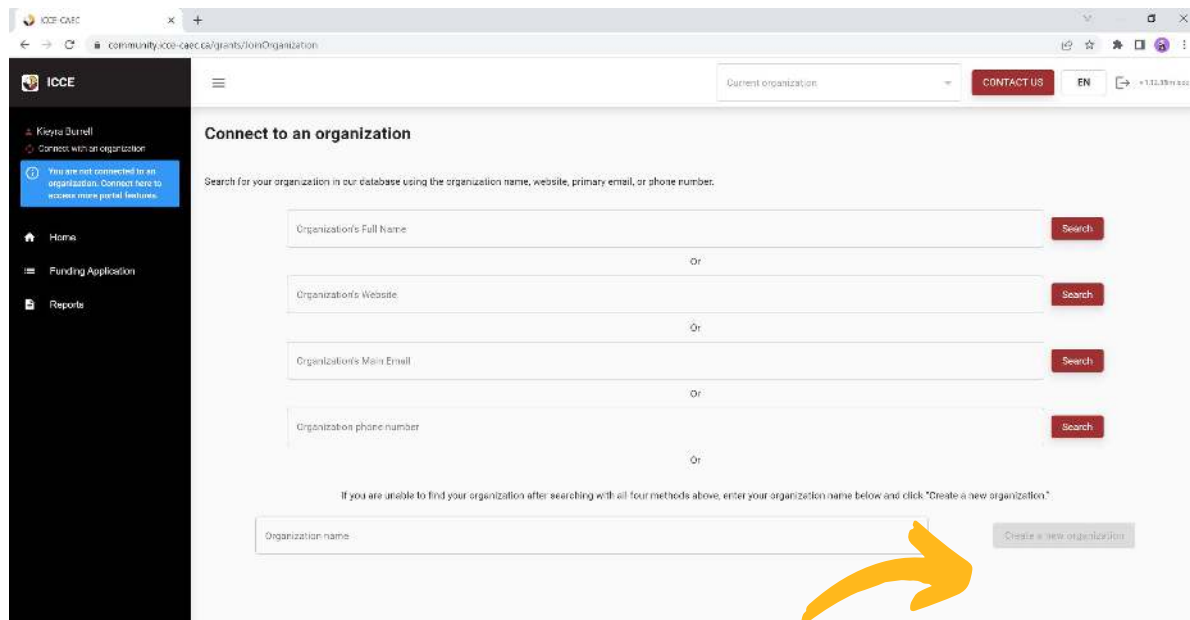 ICCE-CAEC
community.icce-caec.ca/grants/JoinOrganization
ICCE
Current organization
CONTACT US
EN
Kieyra Burrell
Connect with an organization
You are not connected to an
organization. Connect here to
access more portal features.
Home
Funding Application
Reports
Connect to an organization
Search for your organization in our database using the organization name, website, primary email, or phone number.
Organization's Full Name
Search
Or
Organization's Website
Search
Or
Organization's Main Email
Search
Or
Organization phone number
Search
Or
If you are unable to find your organization after searching with all four methods above, enter your organization name below and click "Create a new organization."
Organization name
Create a new organization